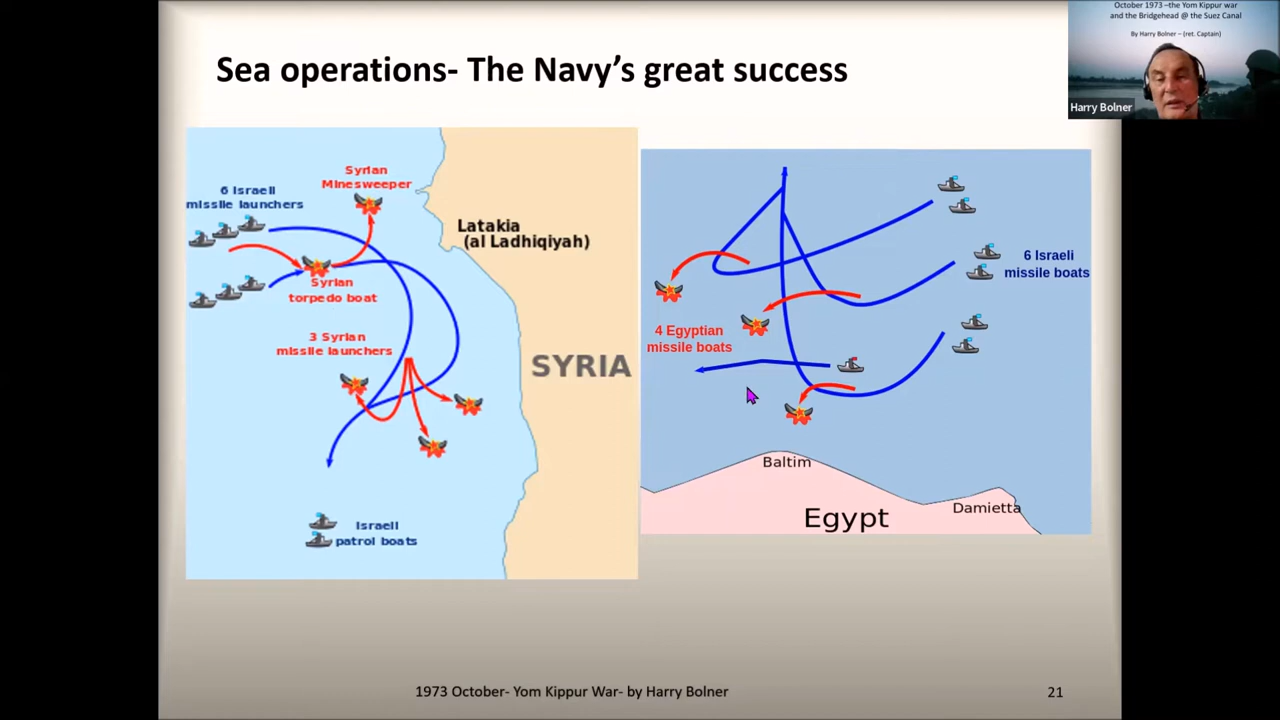 October 1973 –the Yom Kippur war
and the Bridgehead @ the Suez Canal
By Harry Bolner – (ret. Captain)
Harry Bolner
Sea operations- The Navy’s great success
6 Israeli
missile launchers
Syrian
Minesweeper
Latakia
(al Ladhiqiyah)
Syrian
torpedo boat
3 Syrian
missile launchers
SYRIA
Israeli
patrol boats
6 Israeli
missile boats
4 Egyptian
missile boats
Baltim
Egypt
Damietta
1973 October- Yom Kippur War- by Harry Bolner
21